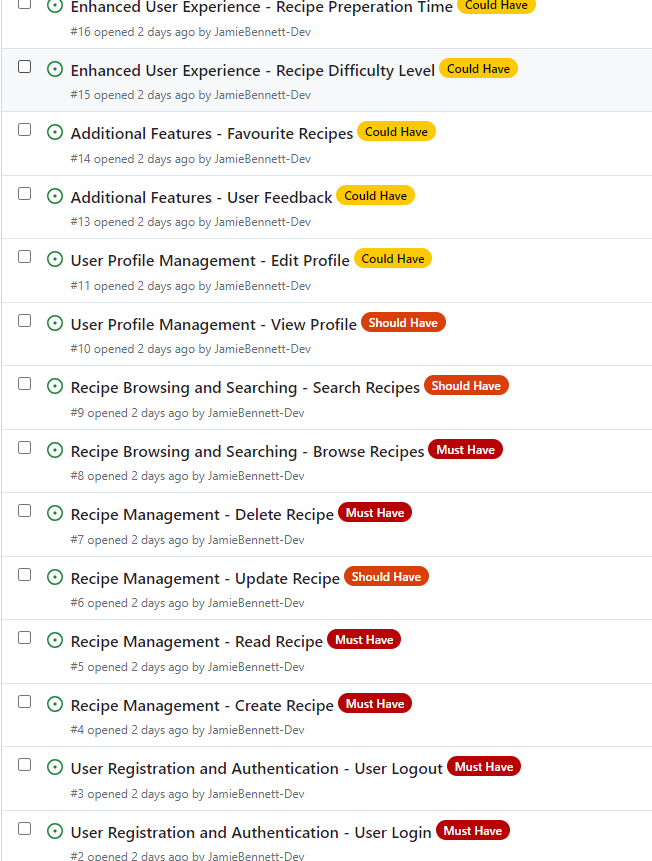 Enhanced User Experience - Recipe Preperation Time Could Have
#16 opened 2 days ago by JamieBennett-Dev
Enhanced User Experience - Recipe Difficulty Level Could Have
#15 opened 2 days ago by JamieBennett-Dev
Additional Features - Favourite Recipes Could Have
#14 opened 2 days ago by JamieBennett-Dev
Additional Features - User Feedback Could Have
#13 opened 2 days ago by JamieBennett-Dev
User Profile Management - Edit Profile Could Have
#11 opened 2 days ago by JamieBennett-Dev
User Profile Management - View Profile Should Have
#10 opened 2 days ago by JamieBennett-Dev
Recipe Browsing and Searching - Search Recipes Should Have
#9 opened 2 days ago by JamieBennett-Dev
Recipe Browsing and Searching - Browse Recipes Must Have
#8 opened 2 days ago by JamieBennett-Dev
Recipe Management - Delete Recipe Must Have
#7 opened 2 days ago by JamieBennett-Dev
Recipe Management - Update Recipe Should Have
#6 opened 2 days ago by JamieBennett-Dev
Recipe Management - Read Recipe Must Have
#5 opened 2 days ago by JamieBennett-Dev
Recipe Management - Create Recipe Must Have
#4 opened 2 days ago by JamieBennett-Dev
User Registration and Authentication - User Logout Must Have
#3 opened 2 days ago by JamieBennett-Dev
User Registration and Authentication - User Login Must Have
#2 opened 2 days ago by JamieBennett-Dev